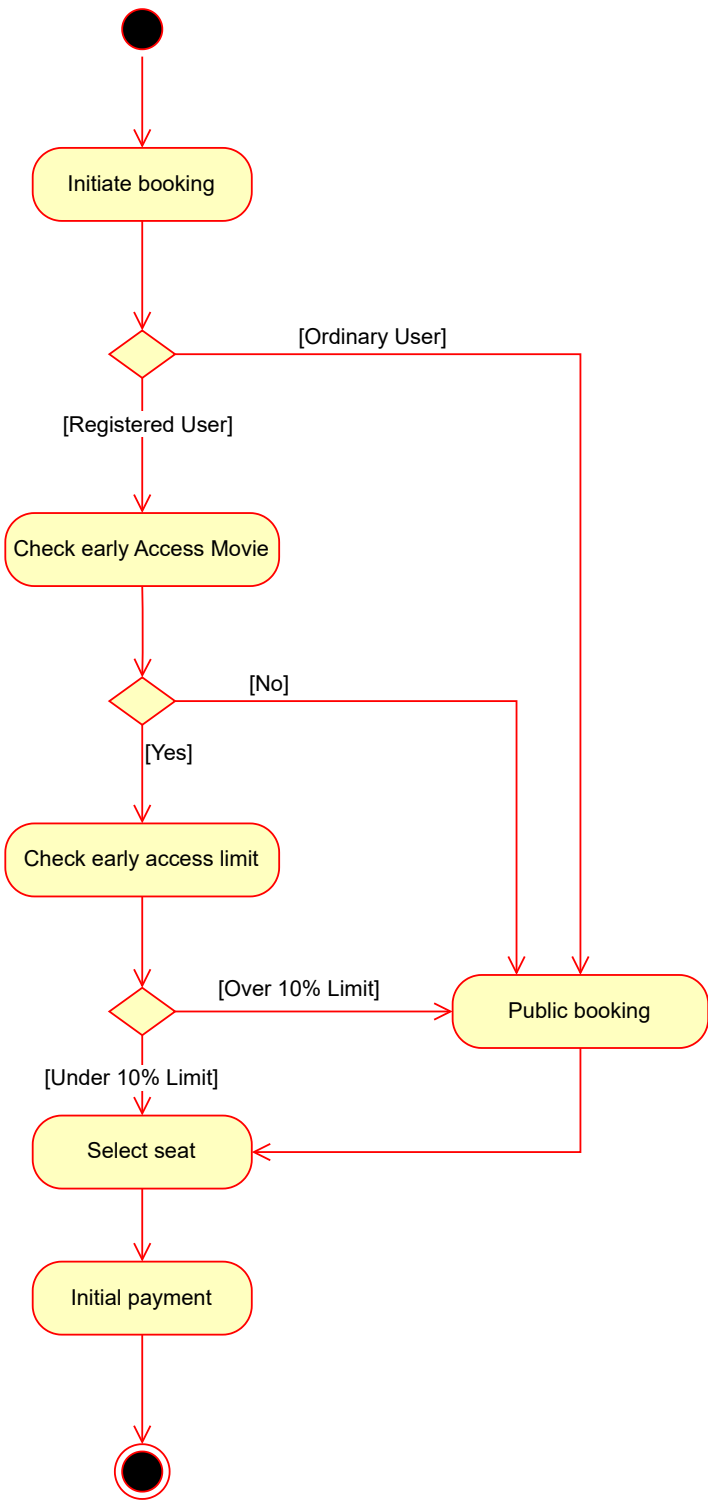 Initiate booking
[Ordinary User]
[Registered User]
Check early Access Movie
[No]
[Yes]
Check early access limit
[Over 10% Limit]
Public booking
[Under 10% Limit]
Select seat
Initial payment